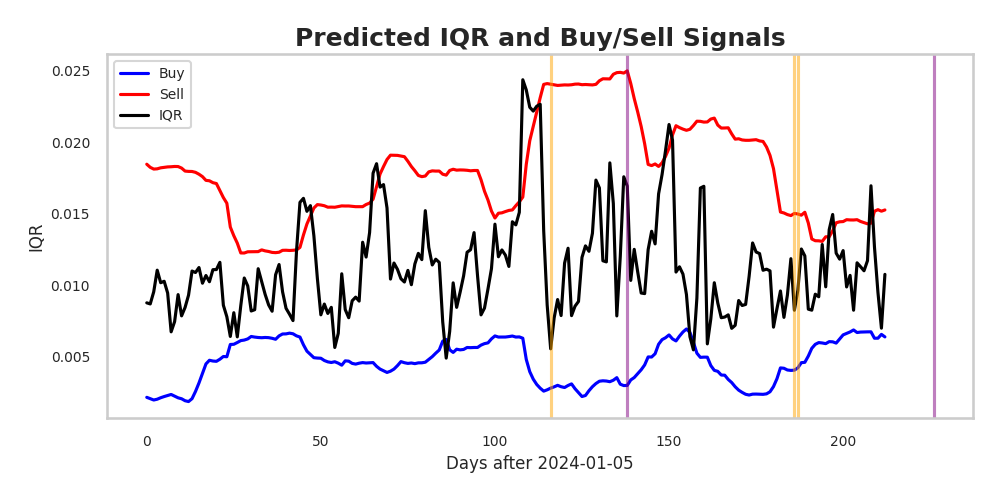 Predicted IQR and Buy/Sell Signals
Buy
Sell
IQR
0.025
0.020
0.015
0.010
0.005
IQR
0
50
100
150
200
Days after 2024-01-05